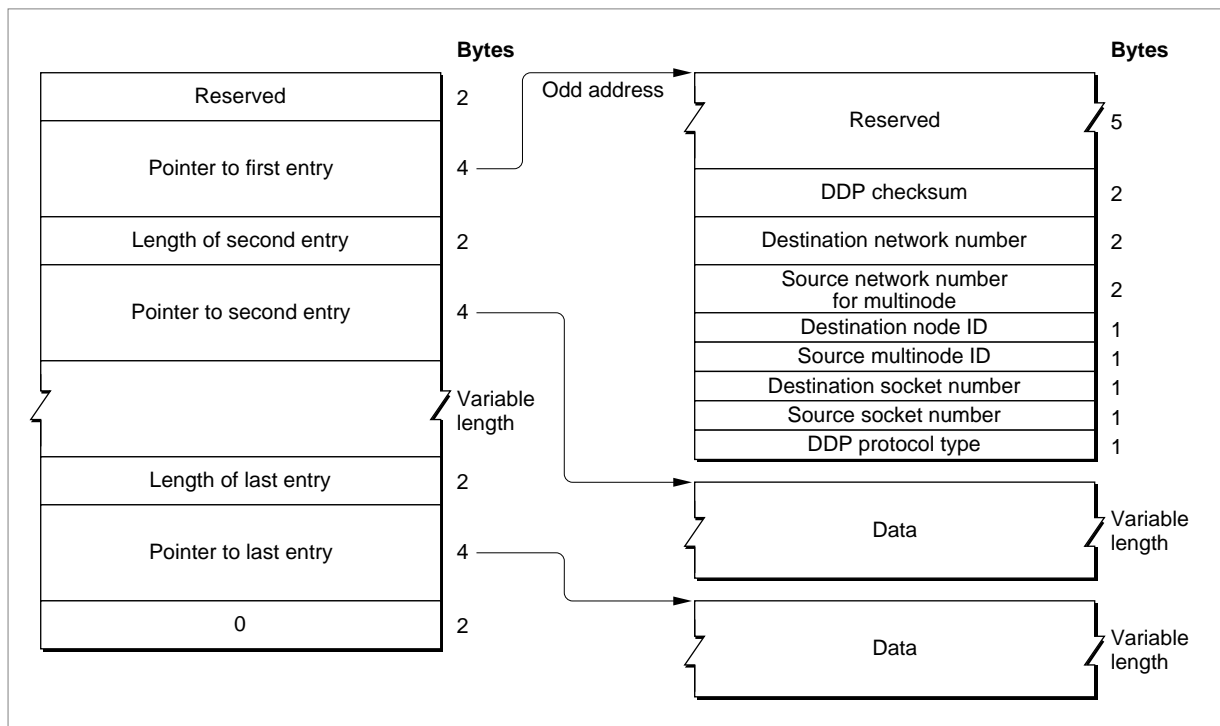 Bytes
Reserved
2
Pointer to first entry
4
Length of second entry
2
Pointer to second entry
4
Variable
length
Length of last entry
2
Pointer to last entry
4
0
2
Odd address
Bytes
Reserved
5
DDP checksum
2
Destination network number
2
Source network number
for multinode
2
Destination node ID
1
Source multinode ID
1
Destination socket number
1
Source socket number
1
DDP protocol type
1
Data
Variable
length
Data
Variable
length